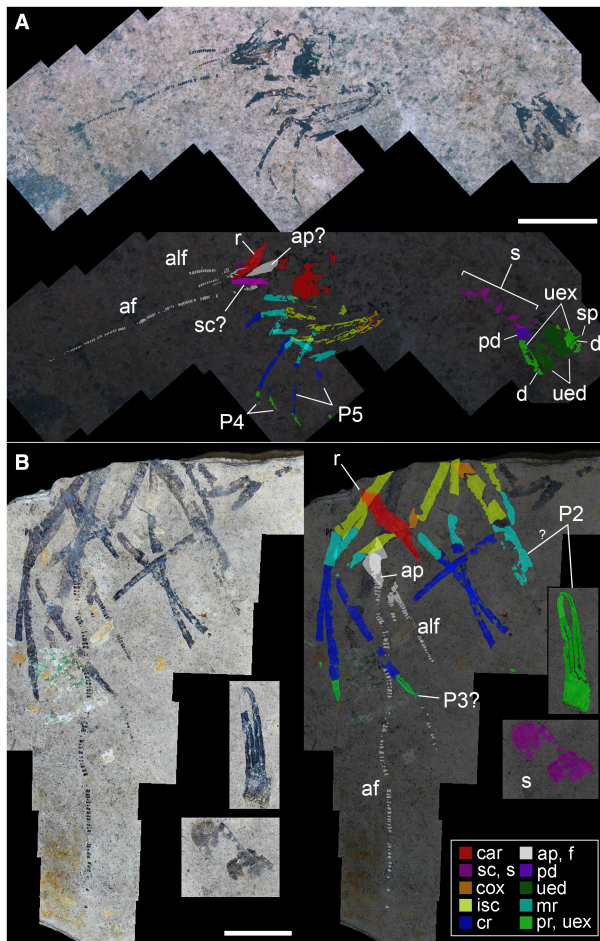 A
r
ap?
alf
af
sc?
s
uex
sp
pd
d
d
ued
P4
P5
B
r
?
P2
ap
alf
P3?
af
s
car
ap, f
sc, s
pd
cox
ued
isc
mr
cr
pr, uex